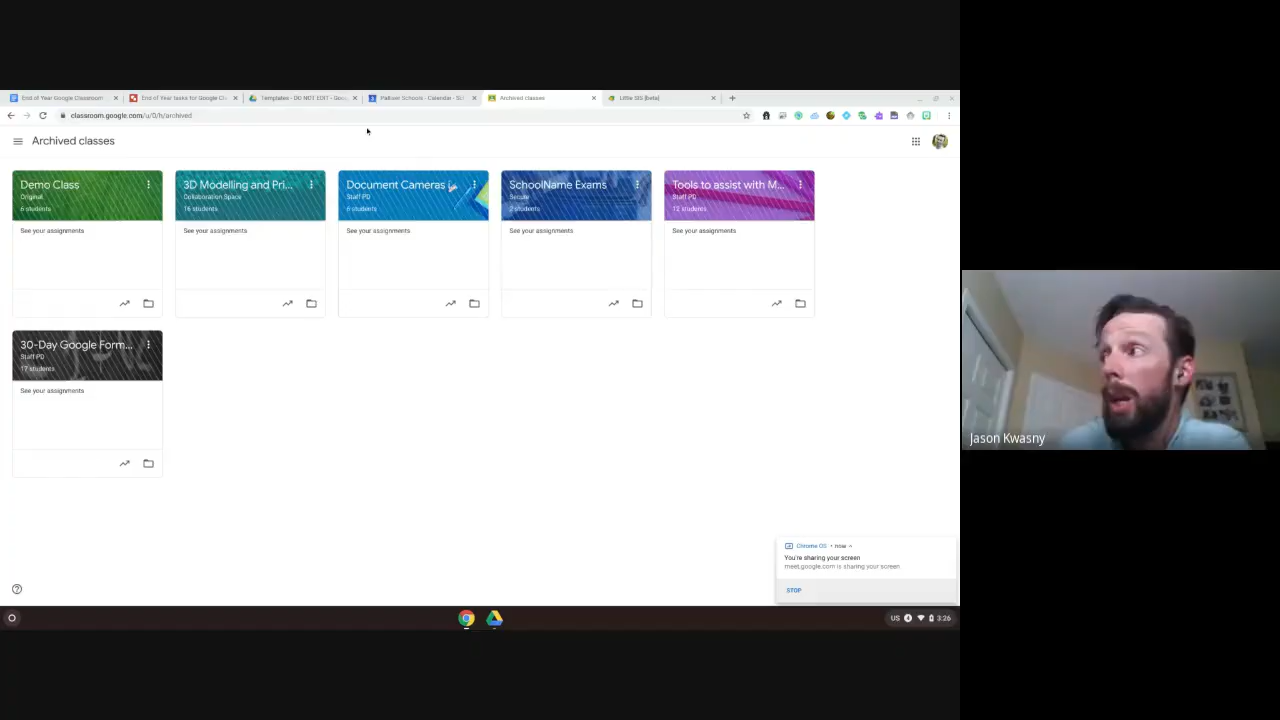 End of Year Google Classroom
End of Year tasks for Google Cl
Templates - DO NOT EDIT - Goog
Schools - Calendar - Sc
Archived classes
Little SIS [beta]
classroom.google.com/u/0/h/archived
Archived classes
Demo Class
Original
6 students
See your assignments
3D Modelling and Pri...
Collaboration Space
16 students
See your assignments
Document Cameras
Staff PD
6 students
See your assignments
SchoolName Exams
Secure
2 students
See your assignments
Tools to assist with M...
Staff PD
12 students
See your assignments
30-Day Google Form...
Staff PD
17 students
See your assignments
Jason Kwasny
Chrome OS • now
You're sharing your screen
meet.google.com is sharing your screen
STOP
US 3:26